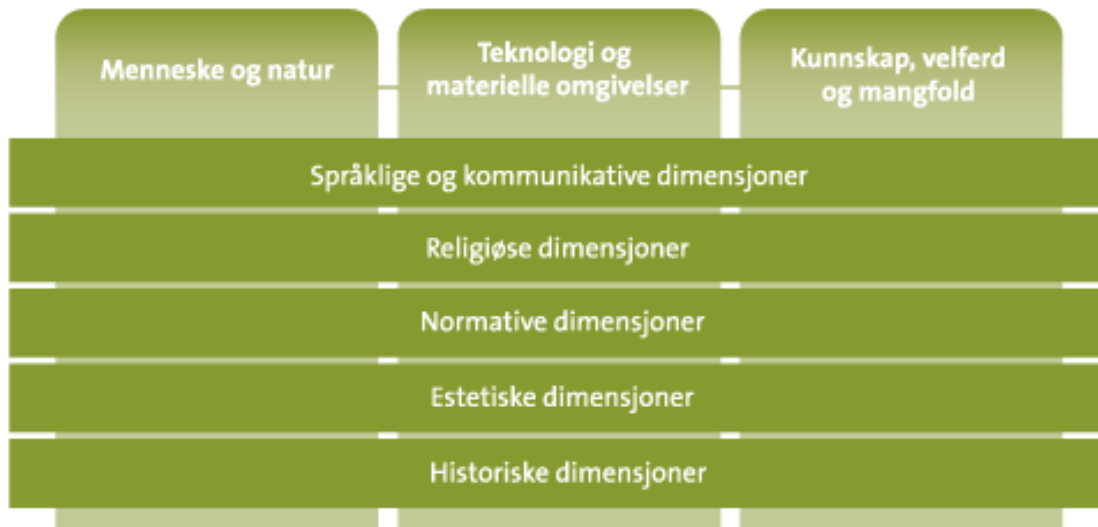 Menneske og natur
Teknologi og
materielle omgivelser
Kunnskap, velferd
og mangfold
Språklige og kommunikative dimensjoner
Religiøse dimensjoner
Normative dimensjoner
Estetiske dimensjoner
Historiske dimensjoner